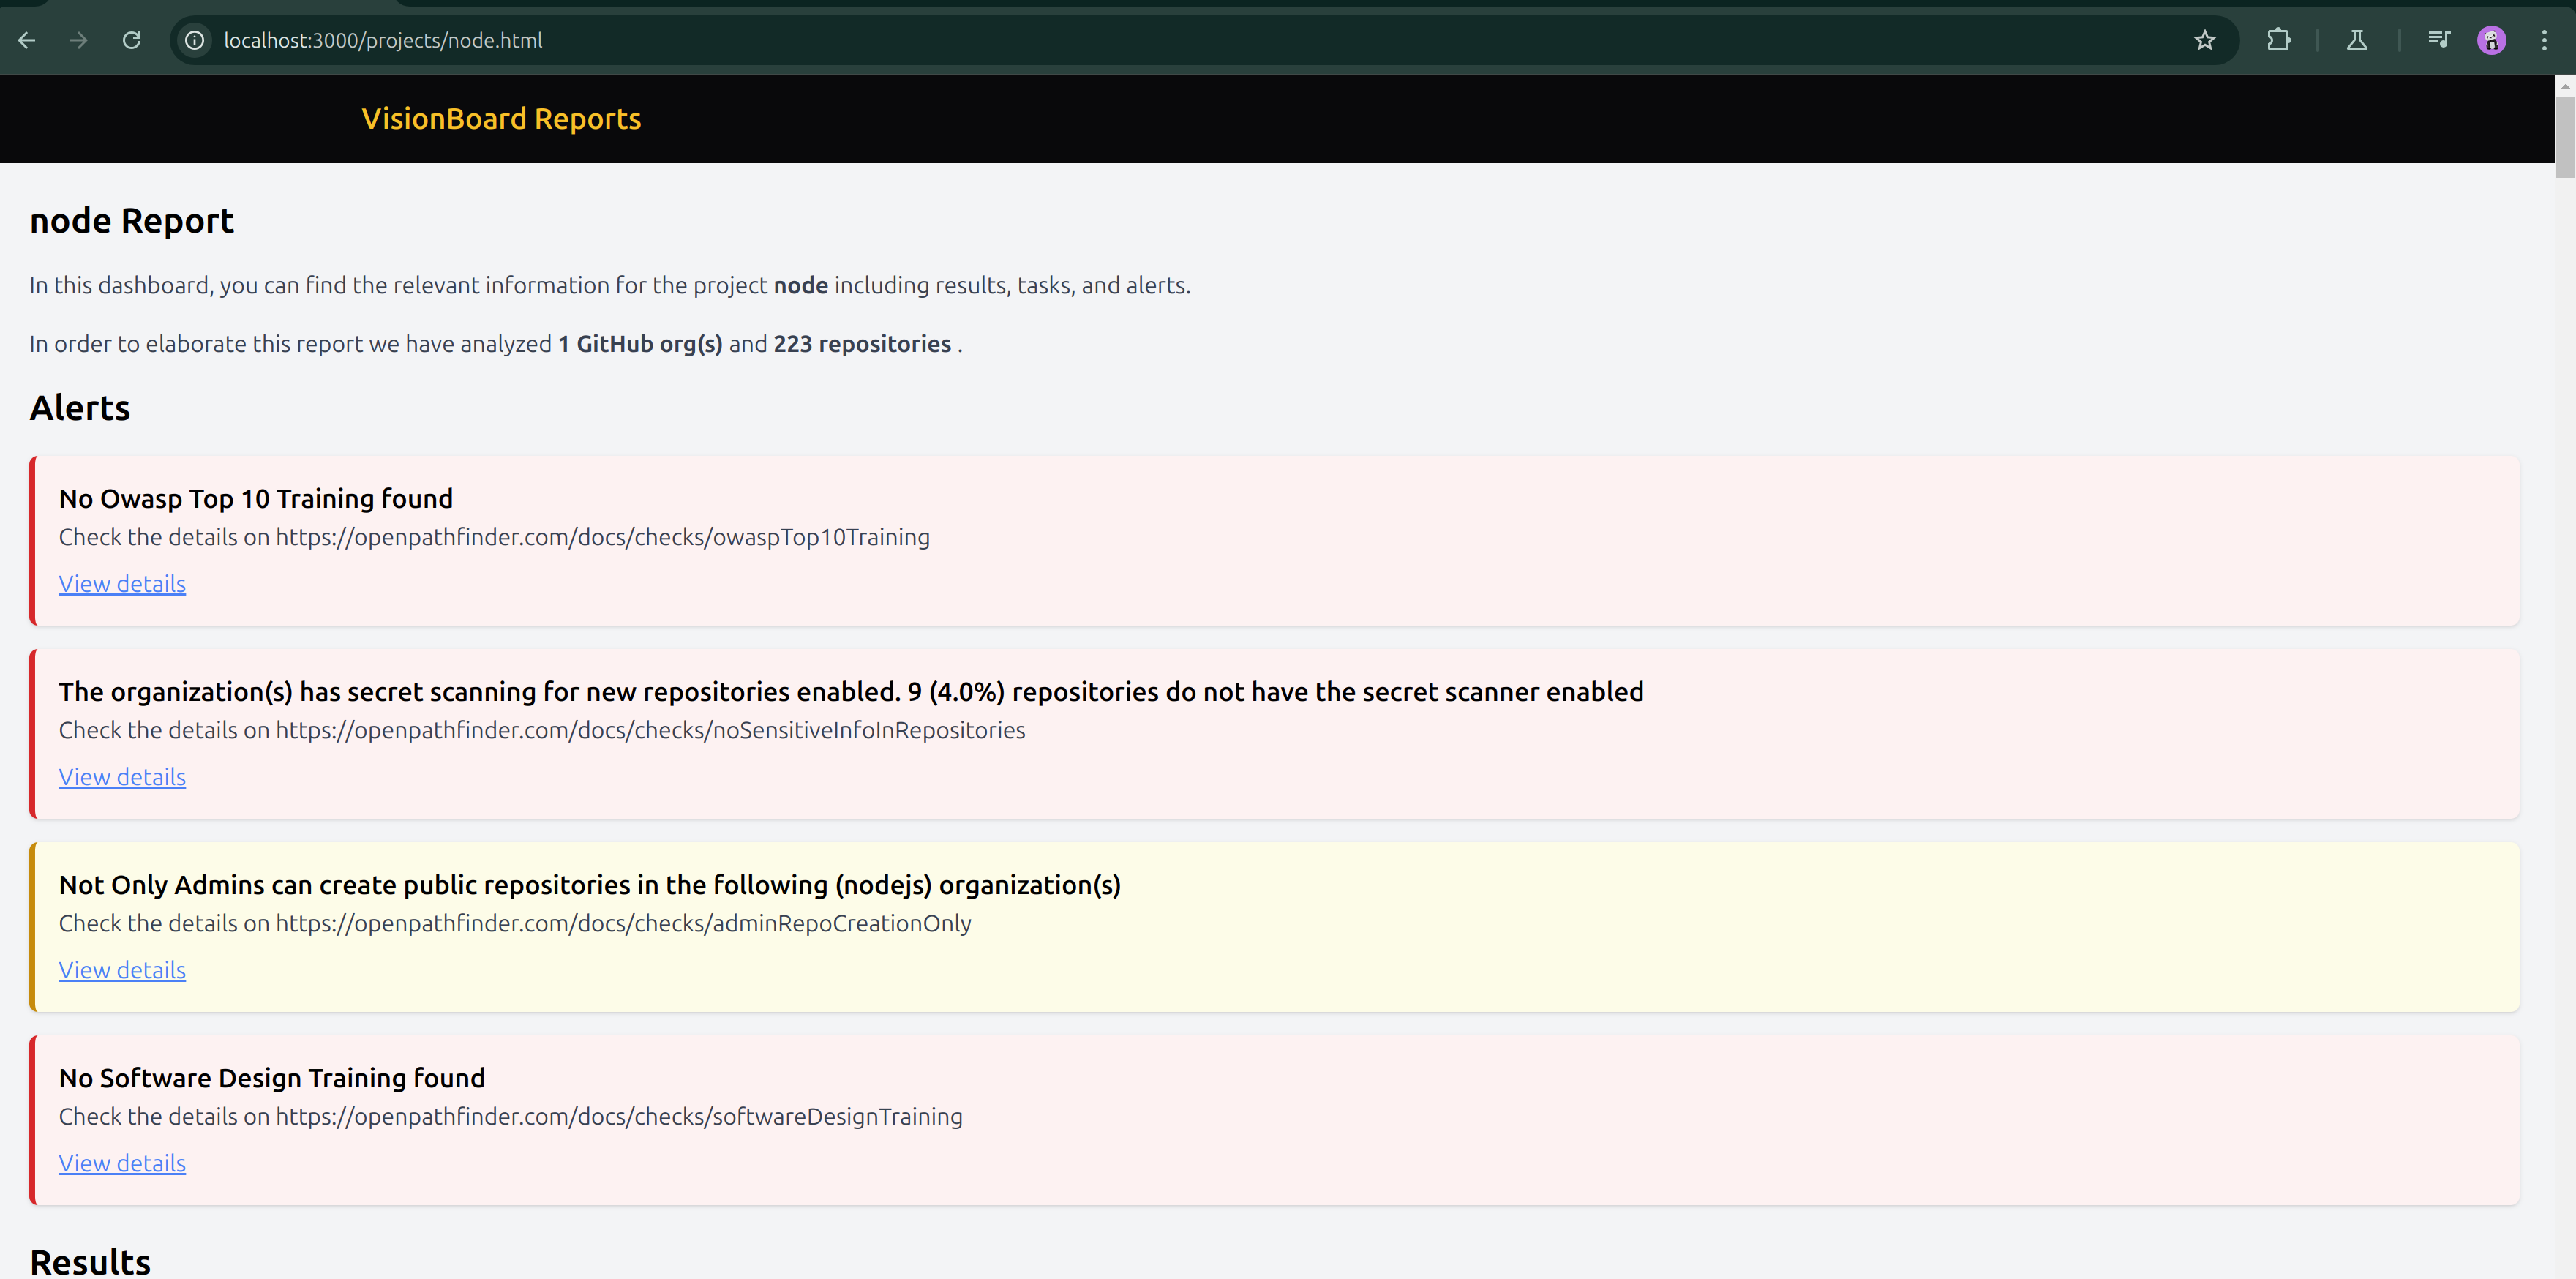 localhost:3000/projects/node.html
VisionBoard Reports
node Report
In this dashboard, you can find the relevant information for the project node including results, tasks, and alerts.
In order to elaborate this report we have analyzed 1 GitHub org(s) and 223 repositories .
Alerts
No Owasp Top 10 Training found
Check the details on https://openpathfinder.com/docs/checks/owaspTop10Training
View details
The organization(s) has secret scanning for new repositories enabled. 9 (4.0%) repositories do not have the secret scanner enabled
Check the details on https://openpathfinder.com/docs/checks/noSensitiveInfoInRepositories
View details
Not Only Admins can create public repositories in the following (nodejs) organization(s)
Check the details on https://openpathfinder.com/docs/checks/adminRepoCreationOnly
View details
No Software Design Training found
Check the details on https://openpathfinder.com/docs/checks/softwareDesignTraining
View details
Results